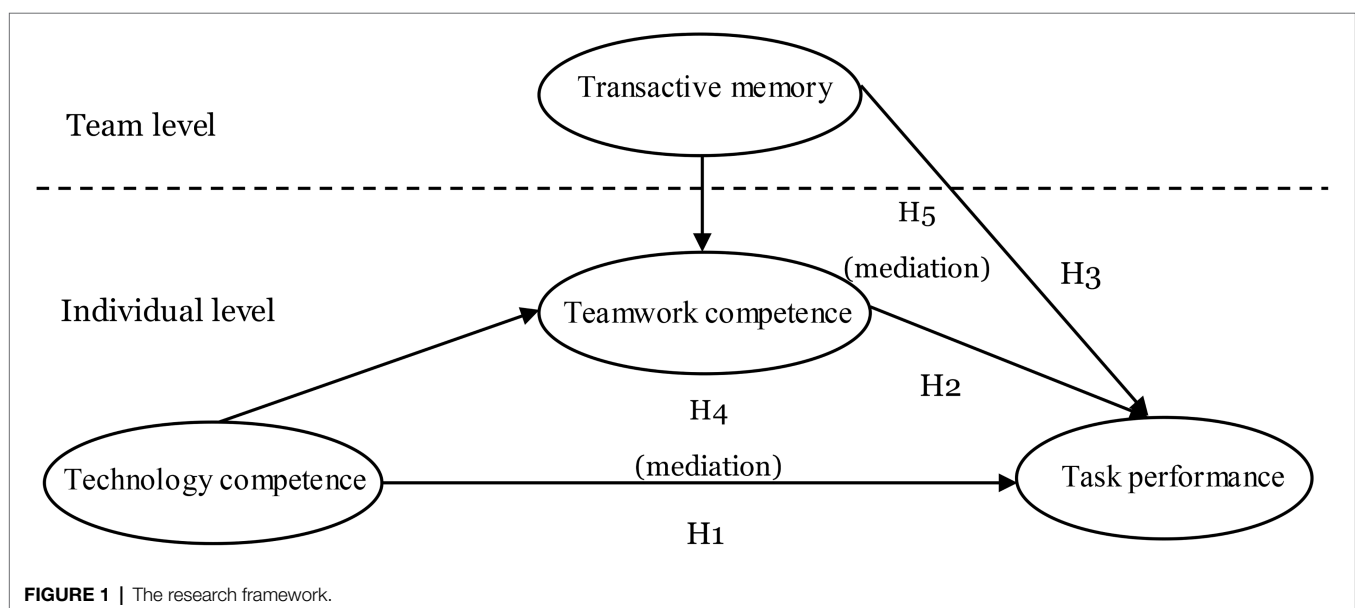 Transactive memory
Team level
H5
(mediation)
H3
Individual level
Teamwork competence
H2
H4
Technology competence
(mediation)
Task performance
H1
FIGURE 1 | The research framework.